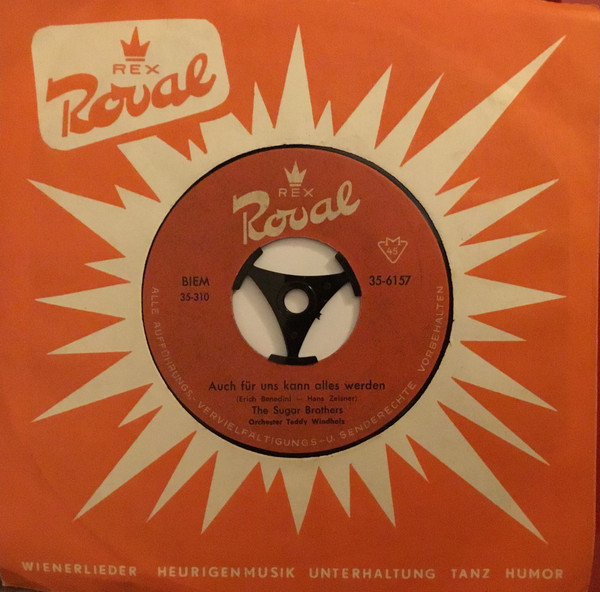 REX
Royal
REX
Royal
45
BIEM
35-310
35-6157
Auch für uns kann alles werden
(Erich Benedini — Hans Zeisner)
The Sugar Brothers
Orchester Teddy Windholz
ALLE AUFFÜHRUNGS-, VERVIELFÄLTIGUNGS- U. SENDERECHTE VORBEHALTEN
WIENERLIEDER HEURIGENMUSIK UNTERHALTUNG TANZ HUMOR